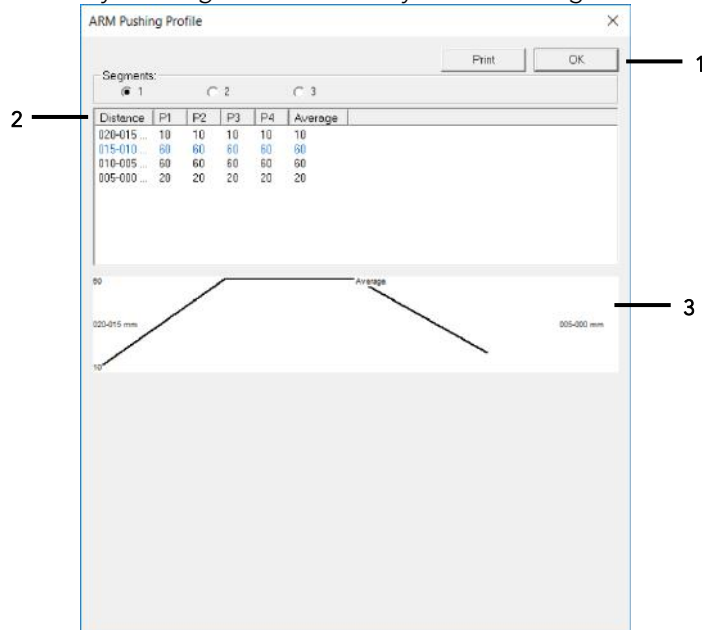 ARM Pushing Profile
Print OK 1
Segments:
1 2 3
2
Distance P1 P2 P3 P4 Average
020-015 ... 10 10 10 10 10
015-010 ... 60 60 60 60 60
010-005 ... 60 60 60 60 60
005-000 ... 20 20 20 20 20
60 Average
3
020-015 mm 005-000 mm
10